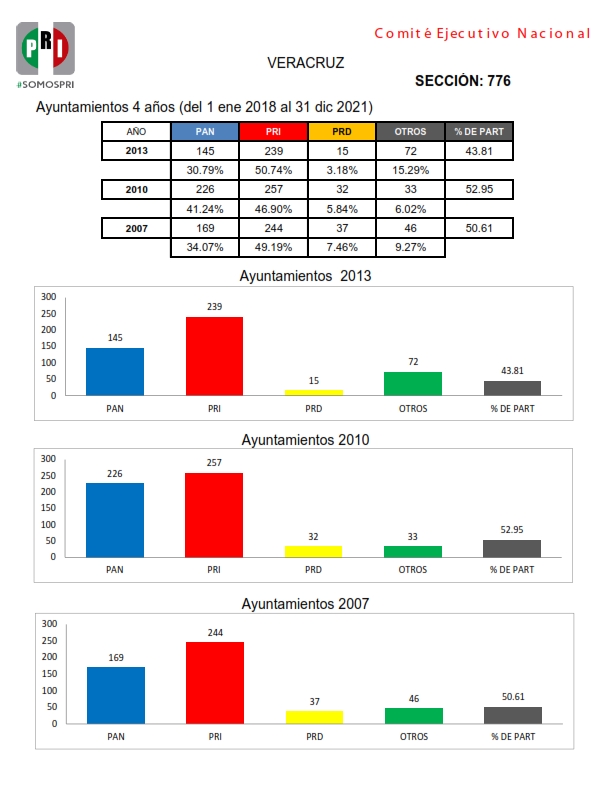 Comité Ejecutivo Nacional
PRI
#SOMOSPRI
VERACRUZ
SECCIÓN: 776
Ayuntamientos 4 años (del 1 ene 2018 al 31 dic 2021)
AÑO PAN PRI PRD OTROS % DE PART
2013 145 239 15 72 43.81
30.79% 50.74% 3.18% 15.29%
2010 226 257 32 33 52.95
41.24% 46.90% 5.84% 6.02%
2007 169 244 37 46 50.61
34.07% 49.19% 7.46% 9.27%
Ayuntamientos 2013
300
250
200
150
100
50
0
145 239 15 72 43.81
PAN PRI PRD OTROS % DE PART
Ayuntamientos 2010
300
250
200
150
100
50
0
226 257 32 33 52.95
PAN PRI PRD OTROS % DE PART
Ayuntamientos 2007
300
250
200
150
100
50
0
169 244 37 46 50.61
PAN PRI PRD OTROS % DE PART